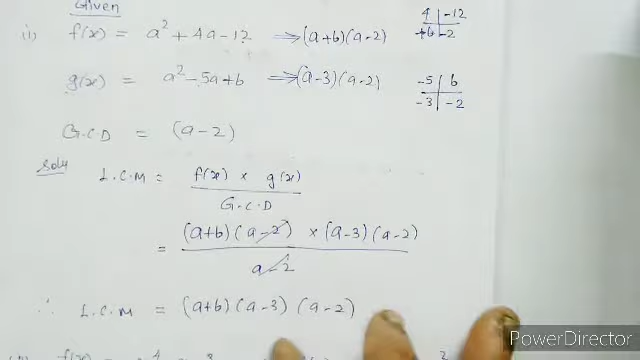 Given
ii) f(x) = a² + 4a - 12 ⟹ (a+6)(a-2) 4 | -12
+6 | -2
g(x) = a² - 5a + 6 ⟹ (a-3)(a-2) -5 | 6
-3 | -2
G.C.D = (a-2)
Soln L.C.M = f(x) × g(x)
G.C.D
= (a+6)(a-2) × (a-3)(a-2)
a-2
∴ L.C.M = (a+6)(a-3)(a-2)
PowerDirector